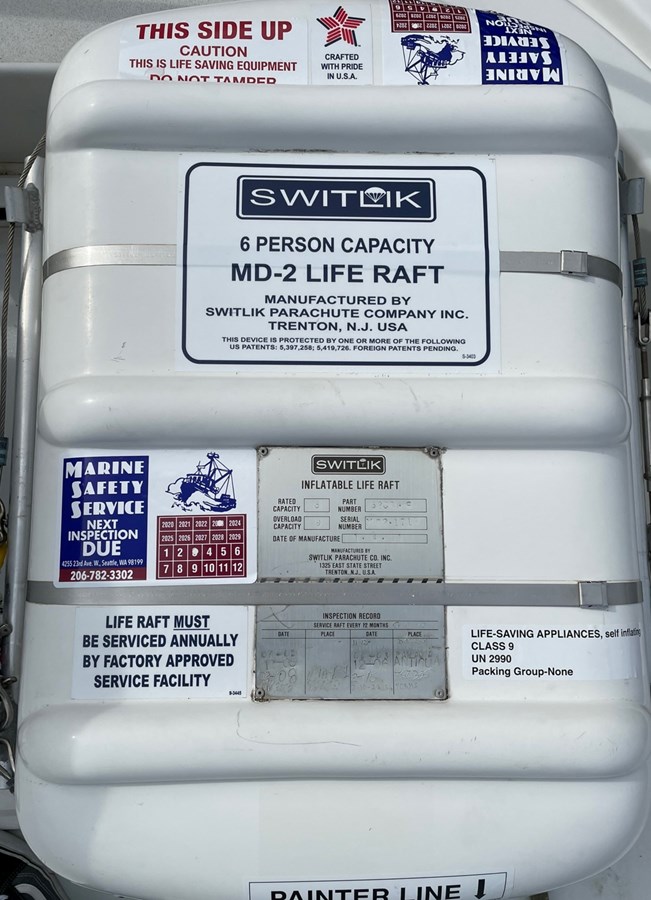 THIS SIDE UP
CAUTION
THIS IS LIFE SAVING EQUIPMENT
DO NOT TAMPER
CRAFTED
WITH PRIDE
IN U.S.A.
MARINE
SAFETY
SERVICE
NEXT
INSPECTION
SWITLIK
6 PERSON CAPACITY
MD-2 LIFE RAFT
MANUFACTURED BY
SWITLIK PARACHUTE COMPANY INC.
TRENTON, N.J. USA
THIS DEVICE IS PROTECTED BY ONE OR MORE OF THE FOLLOWING
US PATENTS: 5,397,258; 5,419,726. FOREIGN PATENTS PENDING.
S-3403
MARINE
SAFETY
SERVICE
NEXT
INSPECTION
DUE
4255 23rd Ave. W., Seattle, WA 98199
206-782-3302
2020 2021 2022 2024
2025 2026 2027 2028 2029
1 2 4 5 6
7 8 9 10 11 12
SWITLIK
INFLATABLE LIFE RAFT
RATED CAPACITY PART NUMBER
OVERLOAD CAPACITY SERIAL NUMBER
DATE OF MANUFACTURE
MANUFACTURED BY
SWITLIK PARACHUTE CO. INC.
1325 EAST STATE STREET
TRENTON, N.J., U.S.A.
INSPECTION RECORD
SERVICE RAFT EVERY 12 MONTHS
DATE PLACE DATE PLACE
LIFE RAFT MUST
BE SERVICED ANNUALLY
BY FACTORY APPROVED
SERVICE FACILITY
S-3445
LIFE-SAVING APPLIANCES, self inflating
CLASS 9
UN 2990
Packing Group-None
PAINTER LINE